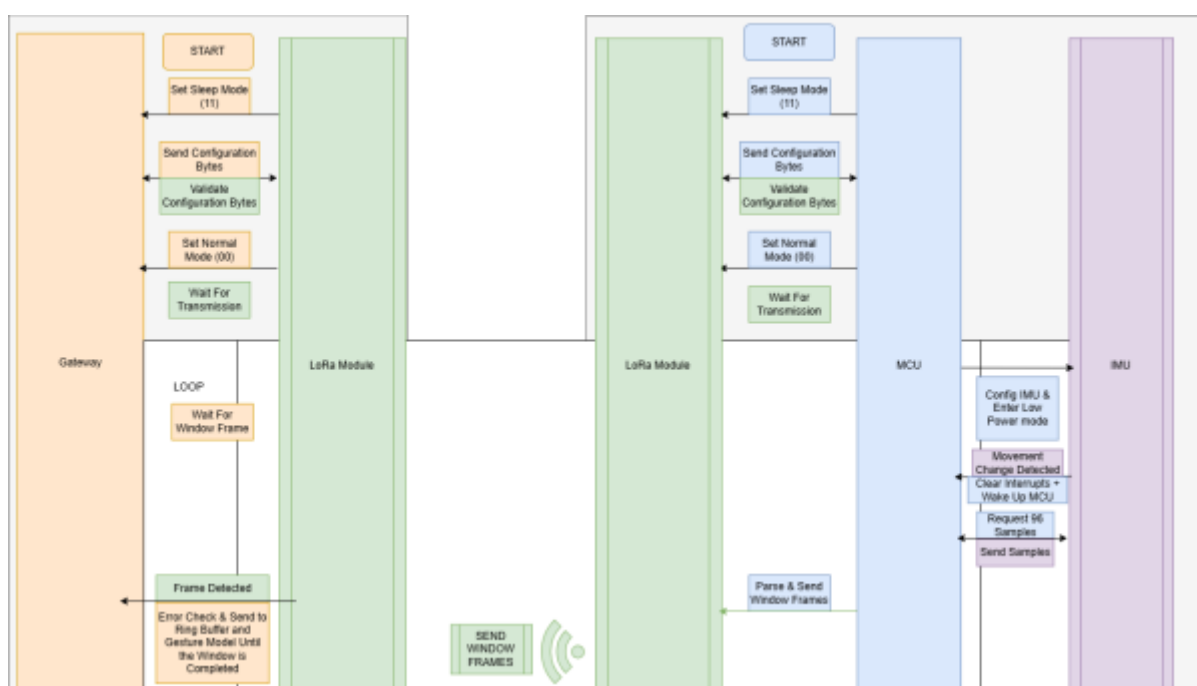 START
Set Sleep Mode
(11)
Send Configuration
Bytes
Validate
Configuration Bytes
Set Normal
Mode (00)
Wait For
Transmission
Gateway
LoRa Module
LOOP
Wait For
Window Frame
Frame Detected
Error Check & Send to
Ring Buffer and
Gesture Model Until
the Window is
Completed
SEND
WINDOW
FRAMES
START
Set Sleep Mode
(11)
Send Configuration
Bytes
Validate
Configuration Bytes
Set Normal
Mode (00)
Wait For
Transmission
LoRa Module
MCU
IMU
Config IMU &
Enter Low
Power mode
Movement
Change Detected
Clear Interrupts +
Wake Up MCU
Request 96
Samples
Send Samples
Parse & Send
Window Frames